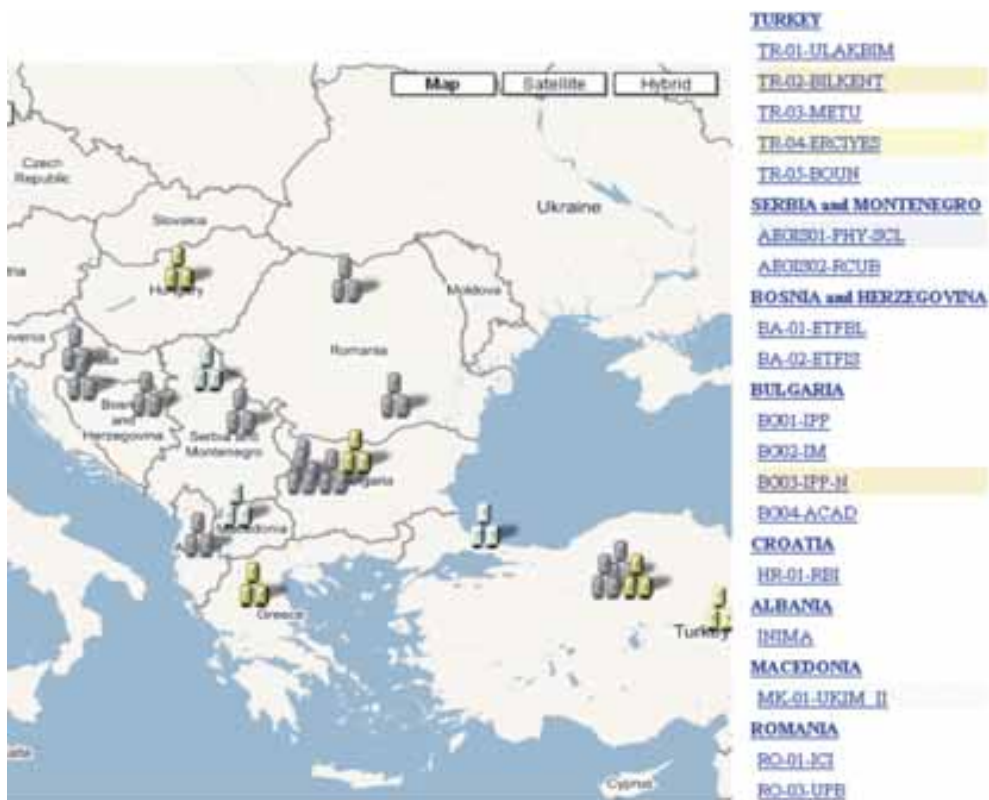 Map Satellite Hybrid
Czech
Republic
Slovakia
Ukraine
Hungary
Moldova
Romania
and
Herzegovina
Serbia and
Montenegro
Macedonia
Greece
Turkey
Cyprus
TURKEY
TR-01-ULAKBIM
TR-02-BILKENT
TR-03-METU
TR-04-ERCIYES
TR-05-BOUN
SERBIA and MONTENEGRO
AEGIS01-PHY-SCL
AEGIS02-RCUB
BOSNIA and HERZEGOVINA
BA-01-ETFBL
BA-02-ETFIS
BULGARIA
BG01-IPP
BG02-IM
BG03-IPP-N
BG04-ACAD
CROATIA
HR-01-RBI
ALBANIA
INIMA
MACEDONIA
MK-01-UKIM_II
ROMANIA
RO-01-ICI
RO-03-UPB